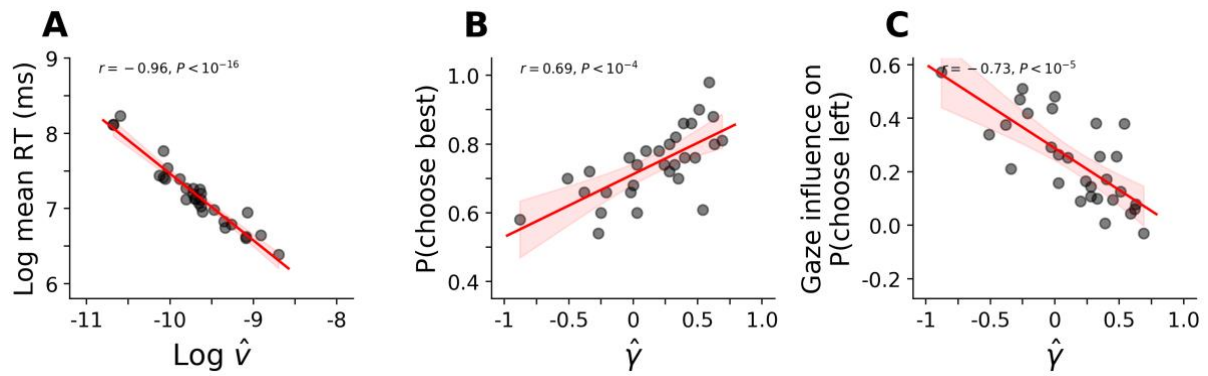 A
r = −0.96, P < 10⁻¹⁶
Log mean RT (ms)
9
8
7
6
-11
-10
-9
-8
Log v̂
B
r = 0.69, P < 10⁻⁴
P(choose best)
1.0
0.8
0.6
0.4
-1
-0.5
0
0.5
1.0
γ̂
C
r = −0.73, P < 10⁻⁵
Gaze influence on
P(choose left)
0.6
0.4
0.2
0.0
-0.2
-1
-0.5
0
0.5
1.0
γ̂